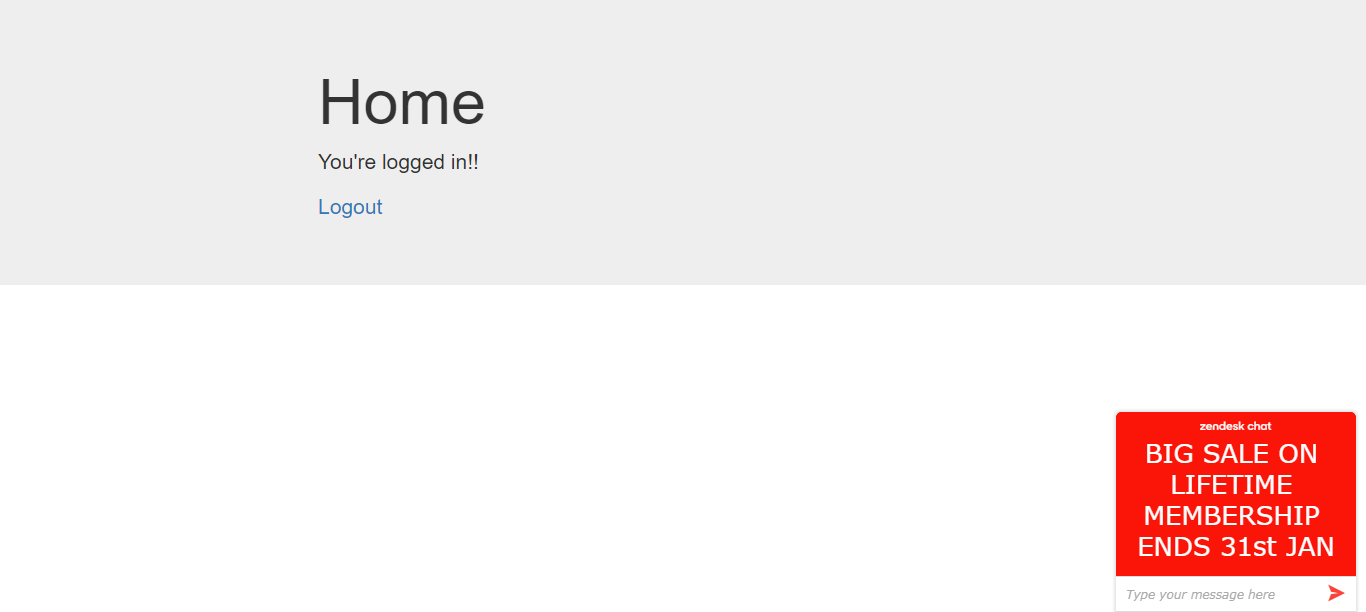 Home
You're logged in!!
Logout
zendesk chat
BIG SALE ON
LIFETIME
MEMBERSHIP
ENDS 31st JAN
Type your message here